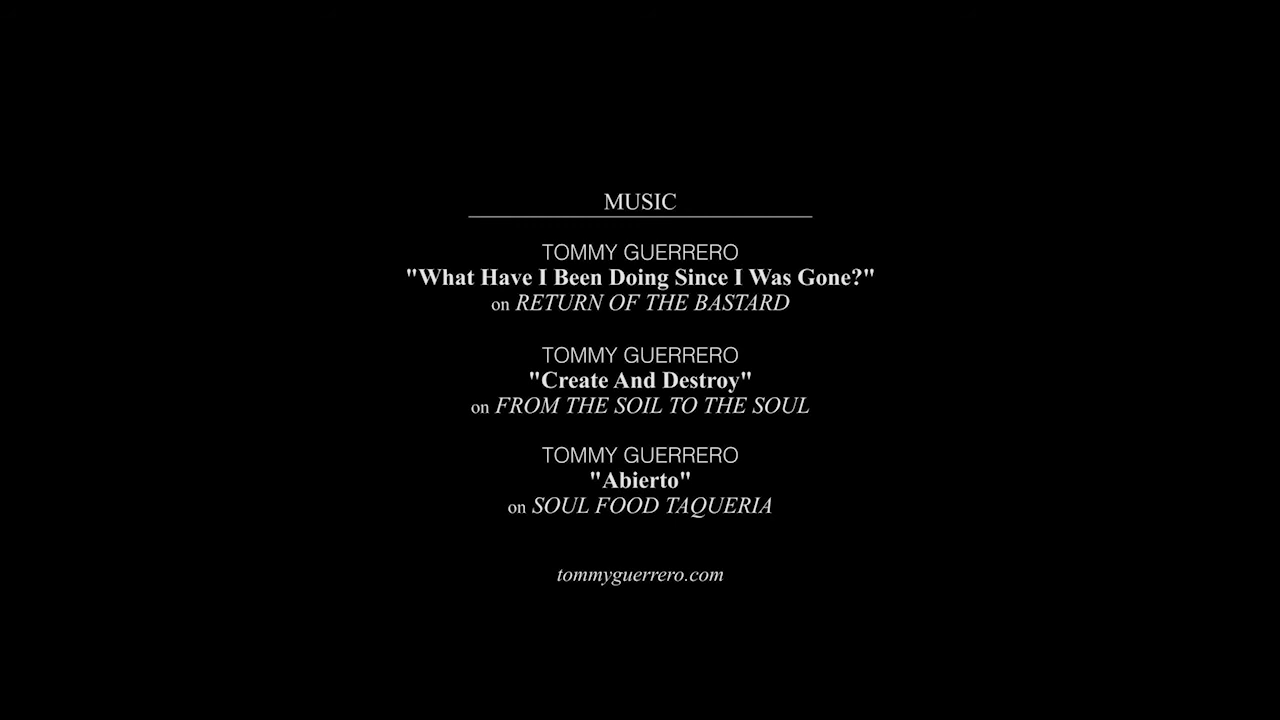 MUSIC
TOMMY GUERRERO
"What Have I Been Doing Since I Was Gone?"
on RETURN OF THE BASTARD
TOMMY GUERRERO
"Create And Destroy"
on FROM THE SOIL TO THE SOUL
TOMMY GUERRERO
"Abierto"
on SOUL FOOD TAQUERIA
tommyguerrero.com